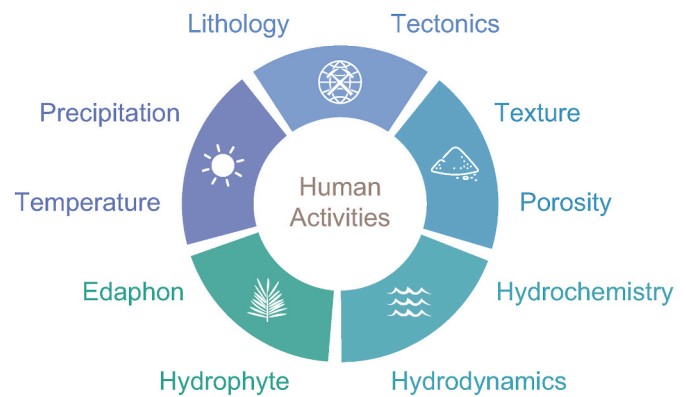 Lithology
Tectonics
Precipitation
Texture
Human
Activities
Temperature
Porosity
Edaphon
Hydrochemistry
Hydrophyte
Hydrodynamics